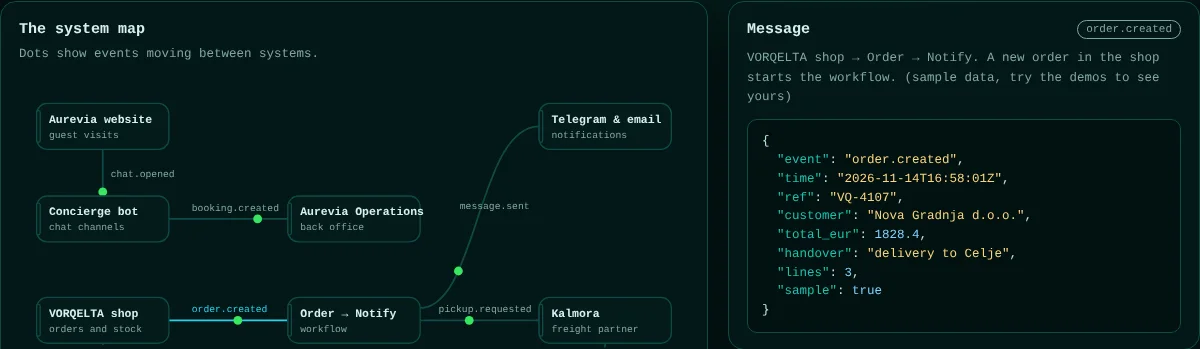 The system map
Dots show events moving between systems.
Aurevia website
guest visits
chat.opened
Concierge bot
chat channels
booking.created
Aurevia Operations
back office
Telegram & email
notifications
message.sent
VORQELTA shop
orders and stock
order.created
Order → Notify
workflow
pickup.requested
Kalmora
freight partner
Message
order.created
VORQELTA shop → Order → Notify. A new order in the shop
starts the workflow. (sample data, try the demos to see
yours)
{
"event": "order.created",
"time": "2026-11-14T16:58:01Z",
"ref": "VQ-4107",
"customer": "Nova Gradnja d.o.o.",
"total_eur": 1828.4,
"handover": "delivery to Celje",
"lines": 3,
"sample": true
}